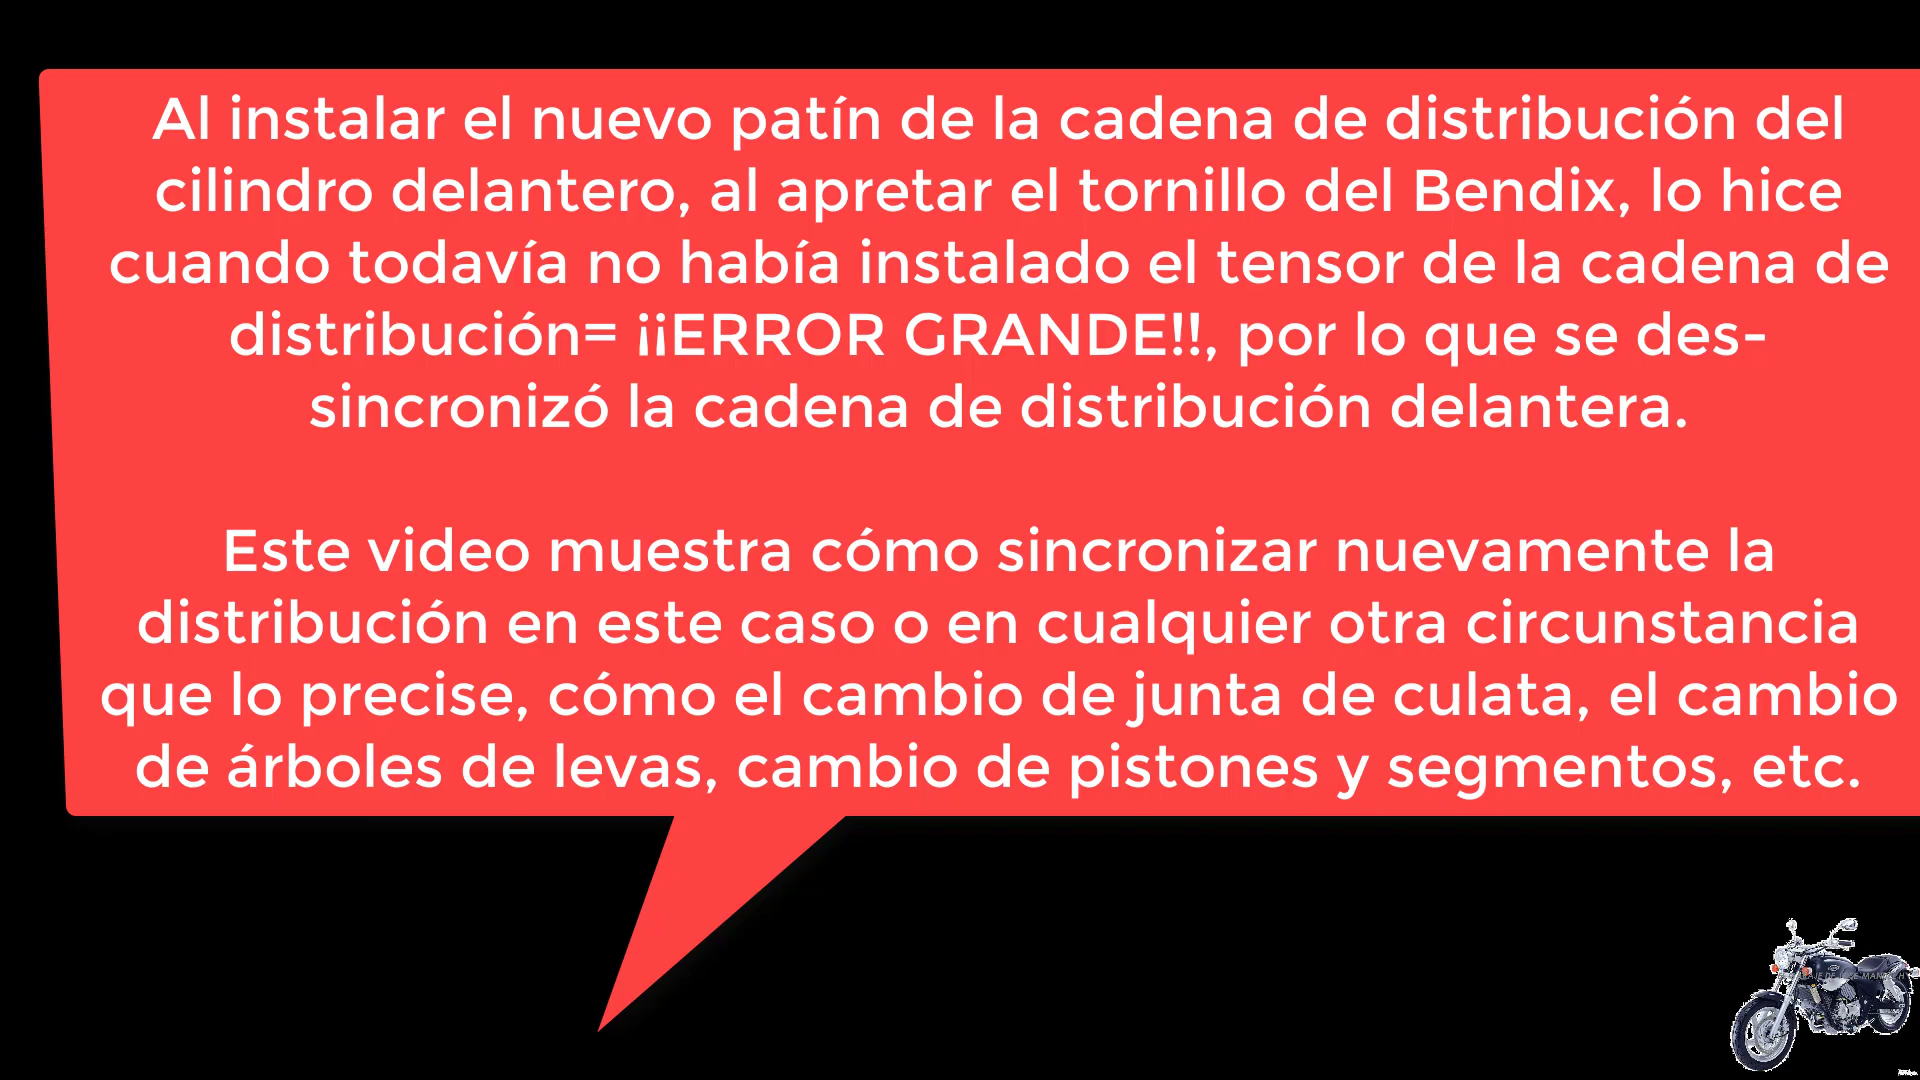 Al instalar el nuevo patín de la cadena de distribución del
cilindro delantero, al apretar el tornillo del Bendix, lo hice
cuando todavía no había instalado el tensor de la cadena de
distribución= ¡¡ERROR GRANDE!!, por lo que se des-
sincronizó la cadena de distribución delantera.
Este video muestra cómo sincronizar nuevamente la
distribución en este caso o en cualquier otra circunstancia
que lo precise, cómo el cambio de junta de culata, el cambio
de árboles de levas, cambio de pistones y segmentos, etc.